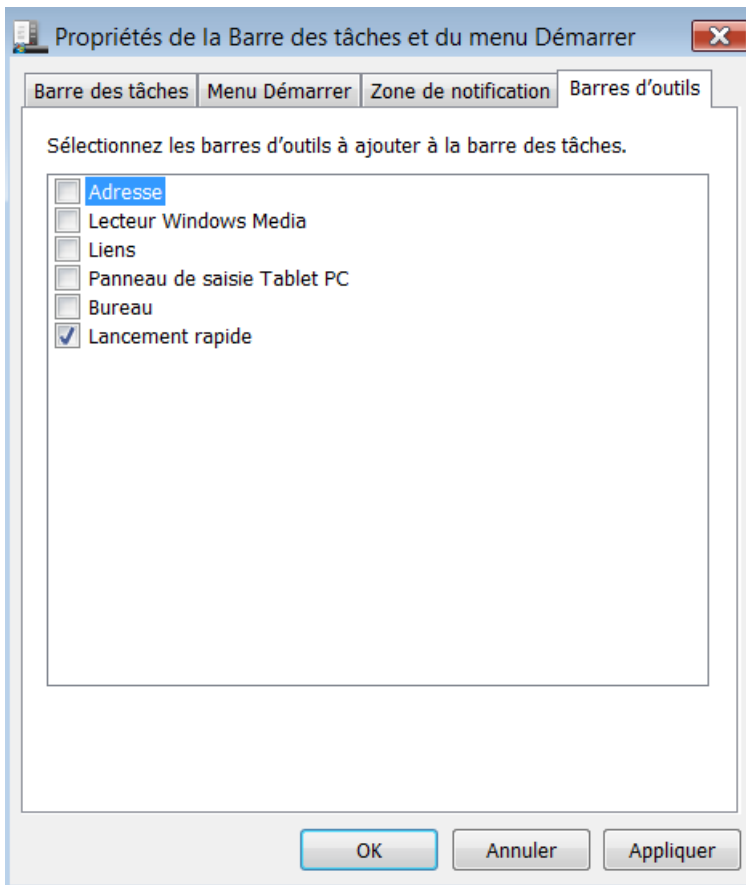 Propriétés de la Barre des tâches et du menu Démarrer
Barre des tâches Menu Démarrer Zone de notification Barres d’outils
Sélectionnez les barres d’outils à ajouter à la barre des tâches.
Adresse
Lecteur Windows Media
Liens
Panneau de saisie Tablet PC
Bureau
Lancement rapide
OK Annuler Appliquer